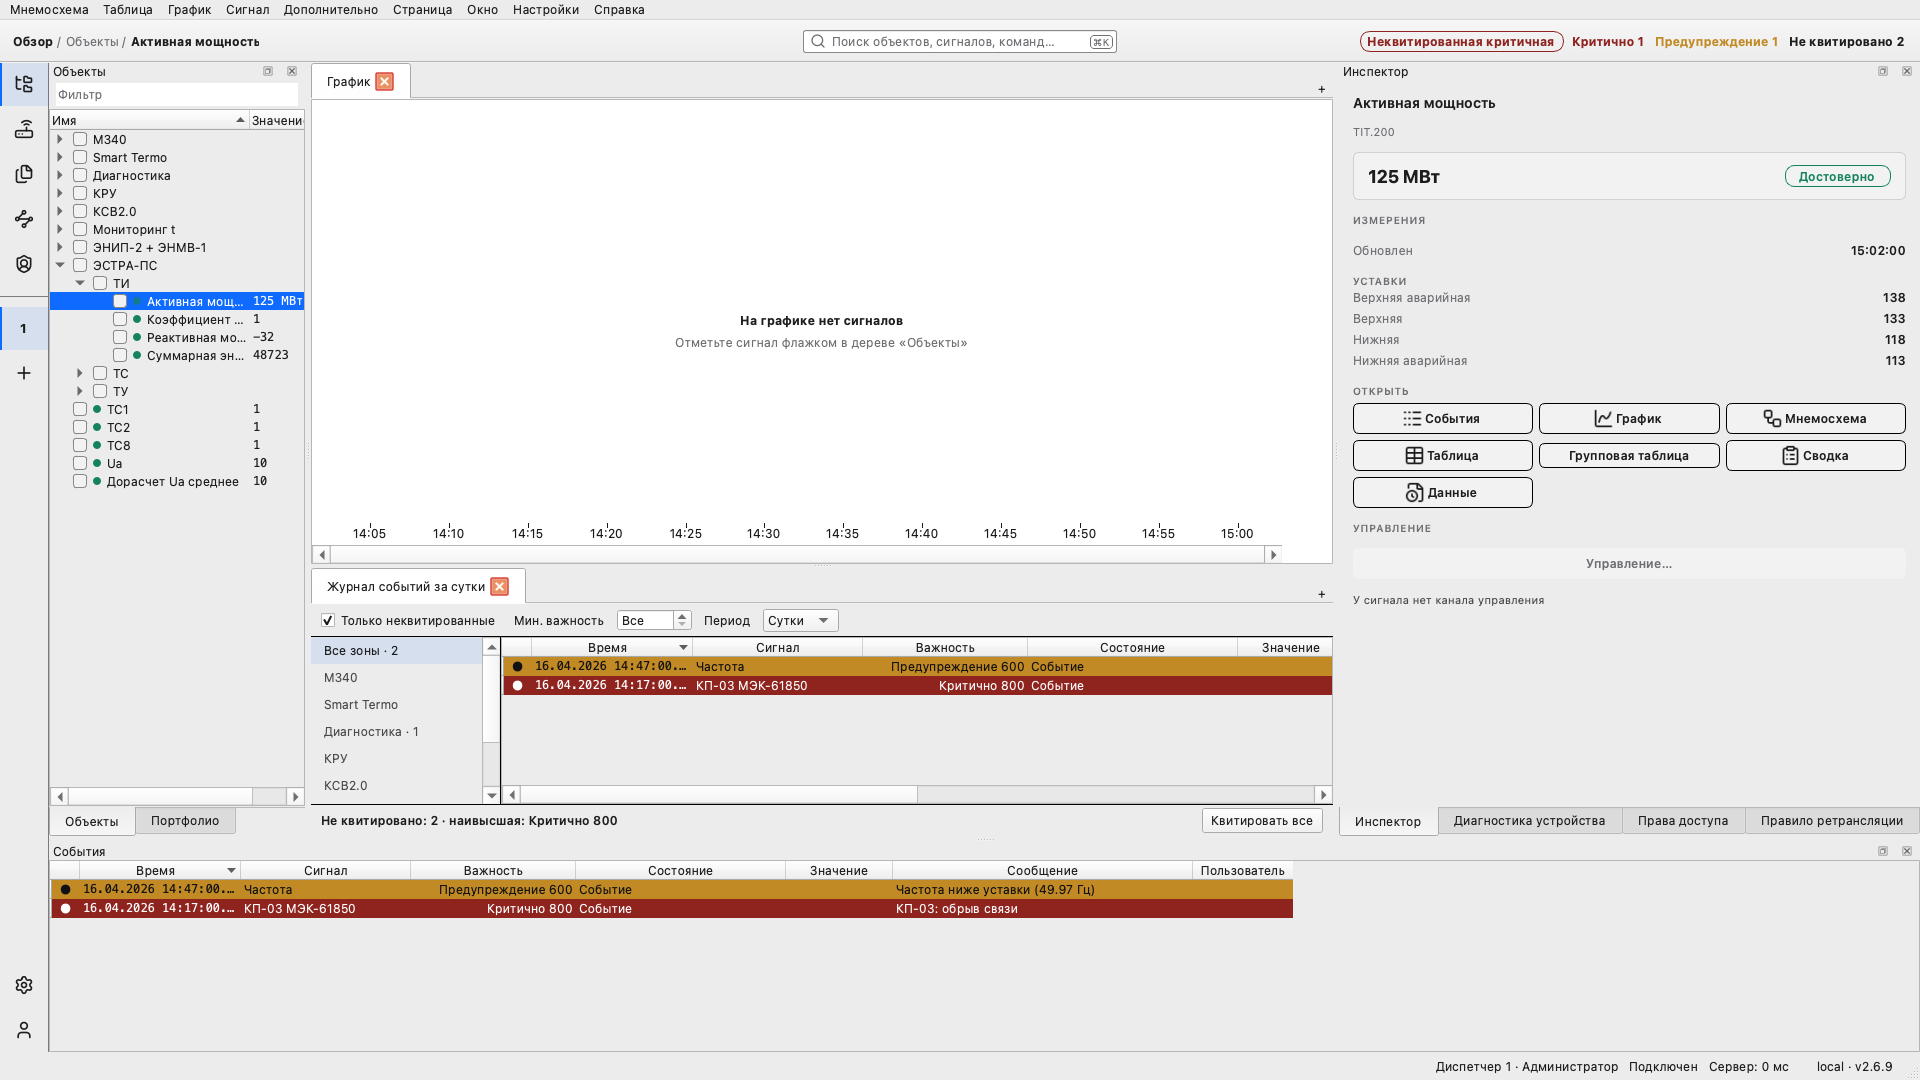 Мнемосхема Таблица График Сигнал Дополнительно Страница Окно Настройки Справка
Обзор / Объекты / Активная мощность
Поиск объектов, сигналов, команд... ⌘K
Неквитированная критичная Критично 1 Предупреждение 1 Не квитировано 2
Объекты
Фильтр
Имя Значени
M340
Smart Termo
Диагностика
КРУ
КСВ2.0
Мониторинг t
ЭНИП-2 + ЭНМВ-1
ЭСТРА-ПС
ТИ
Активная мощ... 125 МВт
Коэффициент ... 1
Реактивная мо... −32
Суммарная эн... 48723
ТС
ТУ
ТС1 1
ТС2 1
ТС8 1
Ua 10
Дорасчет Ua среднее 10
Объекты Портфолио
1
График
+
На графике нет сигналов
Отметьте сигнал флажком в дереве «Объекты»
14:05 14:10 14:15 14:20 14:25 14:30 14:35 14:40 14:45 14:50 14:55 15:00
Журнал событий за сутки
+
Только неквитированные Мин. важность Все Период Сутки
Все зоны · 2
M340
Smart Termo
Диагностика · 1
КРУ
КСВ2.0
Время Сигнал Важность Состояние Значение
16.04.2026 14:47:00.... Частота Предупреждение 600 Событие
16.04.2026 14:17:00.... КП-03 МЭК-61850 Критично 800 Событие
Не квитировано: 2 · наивысшая: Критично 800 Квитировать все
Инспектор
Активная мощность
TIT.200
125 МВт Достоверно
ИЗМЕРЕНИЯ
Обновлен 15:02:00
УСТАВКИ
Верхняя аварийная 138
Верхняя 133
Нижняя 118
Нижняя аварийная 113
ОТКРЫТЬ
События График Мнемосхема
Таблица Групповая таблица Сводка
Данные
УПРАВЛЕНИЕ
Управление...
У сигнала нет канала управления
Инспектор Диагностика устройства Права доступа Правило ретрансляции
События
Время Сигнал Важность Состояние Значение Сообщение Пользователь
16.04.2026 14:47:00.... Частота Предупреждение 600 Событие Частота ниже уставки (49.97 Гц)
16.04.2026 14:17:00.... КП-03 МЭК-61850 Критично 800 Событие КП-03: обрыв связи
Диспетчер 1 · Администратор Подключен Сервер: 0 мс local · v2.6.9